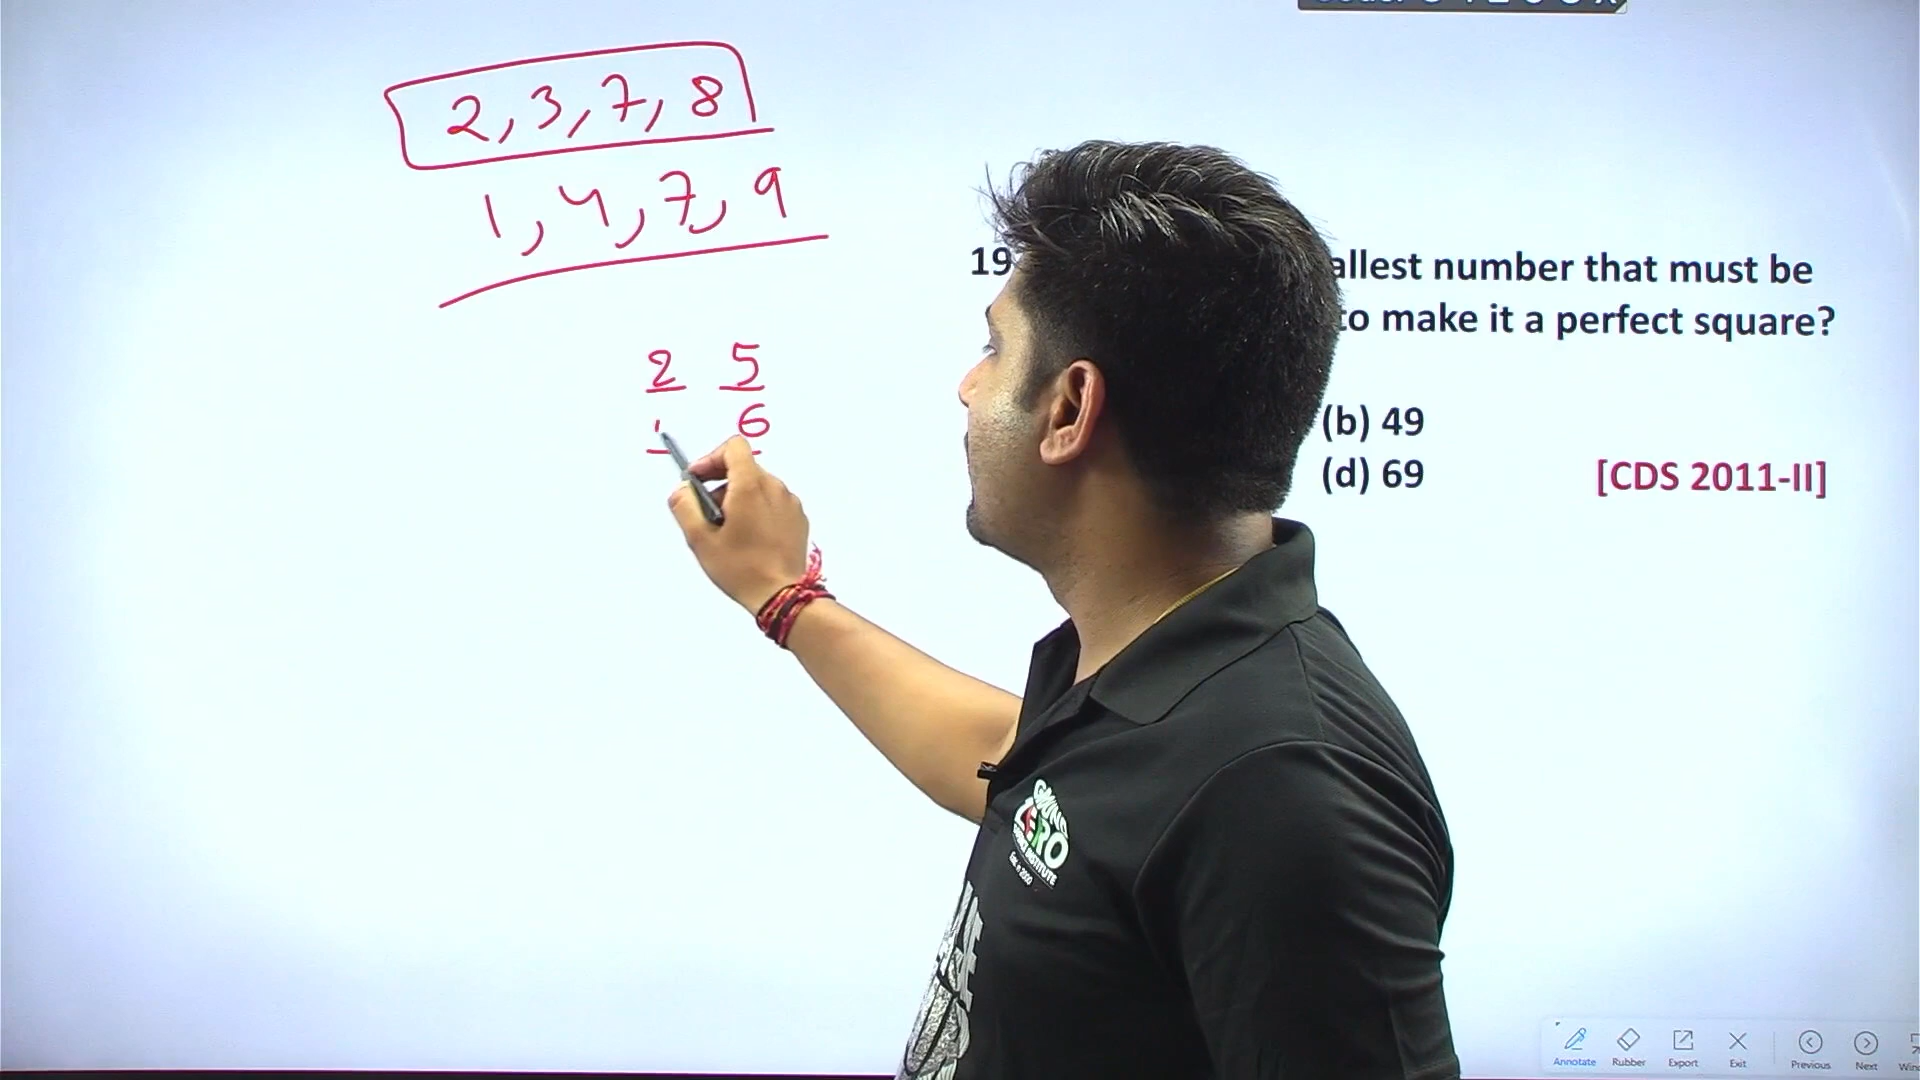 2, 3, 7, 8
1, 4, 7, 9
19
allest number that must be
to make it a perfect square?
2 5
6
(b) 49
(d) 69 [CDS 2011-II]
ZERO
Annotate Rubber Export Exit Previous Next